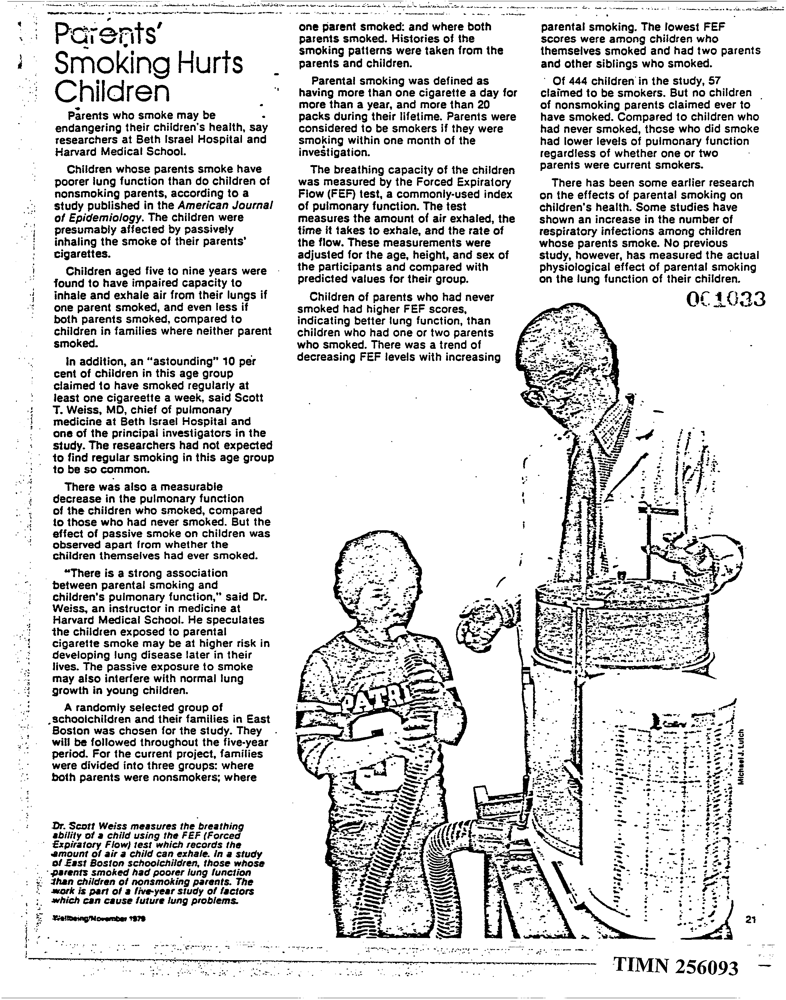 Parents'
Smoking Hurts
Children
Parents who smoke may be
endangering their children's health, say
researchers at Beth Israel Hospital and
Harvard Medical School.
Children whose parents smoke have
poorer lung function than do children of
nonsmoking parents, according to a
study published in the American Journal
of Epidemiology. The children were
presumably affected by passively
inhaling the smoke of their parents'
cigarettes.
Children aged five to nine years were
found to have impaired capacity to
inhale and exhale air from their lungs if
one parent smoked, and even less if
both parents smoked, compared to
children in families where neither parent
smoked.
In addition, an "astounding" 10 per
cent of children in this age group
claimed to have smoked regularly at
least one cigareette a week, said Scott
T. Weiss, MD, chief of pulmonary
medicine at Beth Israel Hospital and
one of the principal investigators in the
study. The researchers had not expected
to find regular smoking in this age group
to be so common.
There was also a measurable
decrease in the pulmonary function
of the children who smoked, compared
to those who had never smoked. But the
effect of passive smoke on children was
observed apart from whether the
children themselves had ever smoked.
"There is a strong association
between parental smoking and
children's pulmonary function," said Dr.
Weiss, an instructor in medicine at
Harvard Medical School. He speculates
the children exposed to parental
cigarette smoke may be at higher risk in
developing lung disease later in their
lives. The passive exposure to smoke
may also interfere with normal lung
growth in young children.
A randomly selected group of
schoolchildren and their families in East
Boston was chosen for the study. They
will be followed throughout the five-year
period. For the current project, families
were divided into three groups: where
both parents were nonsmokers; where
one parent smoked: and where both
parents smoked. Histories of the
smoking patterns were taken from the
parents and children.
Parental smoking was defined as
having more than one cigarette a day for
more than a year, and more than 20
packs during their lifetime. Parents were
considered to be smokers if they were
smoking within one month of the
investigation.
The breathing capacity of the children
was measured by the Forced Expiratory
Flow (FEF) test, a commonly-used index
of pulmonary function. The test
measures the amount of air exhaled, the
time it takes to exhale, and the rate of
the flow. These measurements were
adjusted for the age, height, and sex of
the participants and compared with
predicted values for their group.
Children of parents who had never
smoked had higher FEF scores,
indicating better lung function, than
children who had one or two parents
who smoked. There was a trend of
decreasing FEF levels with increasing
parental smoking. The lowest FEF
scores were among children who
themselves smoked and had two parents
and other siblings who smoked.
Of 444 children in the study, 57
claimed to be smokers. But no children
of nonsmoking parents claimed ever to
have smoked. Compared to children who
had never smoked, those who did smoke
had lower levels of pulmonary function
regardless of whether one or two
parents were current smokers.
There has been some earlier research
on the effects of parental smoking on
children's health. Some studies have
shown an increase in the number of
respiratory infections among children
whose parents smoke. No previous
study, however, has measured the actual
physiological effect of parental smoking
on the lung function of their children.
001033
PATRI
Michael J. Lutch
Dr. Scott Weiss measures the breathing
ability of a child using the FEF (Forced
Expiratory Flow) test which records the
amount of air a child can exhale. In a study
of East Boston schoolchildren, those whose
parents smoked had poorer lung function
than children of nonsmoking parents. The
work is part of a five-year study of factors
which can cause future lung problems.
Wellbeing/November 1979
21
TIMN 256093